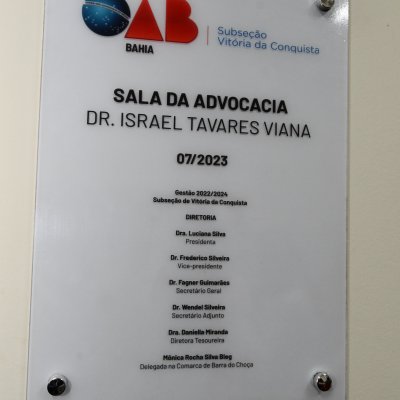 OAB
BAHIA
Subseção
Vitória da Conquista
SALA DA ADVOCACIA
DR. ISRAEL TAVARES VIANA
07/2023
Gestão 2022/2024
Subseção de Vitória da Conquista
DIRETORIA
Dra. Luciana Silva
Presidenta
Dr. Frederico Silveira
Vice-presidente
Dr. Fagner Guimarães
Secretário Geral
Dr. Wendel Silveira
Secretário Adjunto
Dra. Daniella Miranda
Diretora Tesoureira
Mônica Rocha Silva Blog
Delegada na Comarca de Barra do Choça